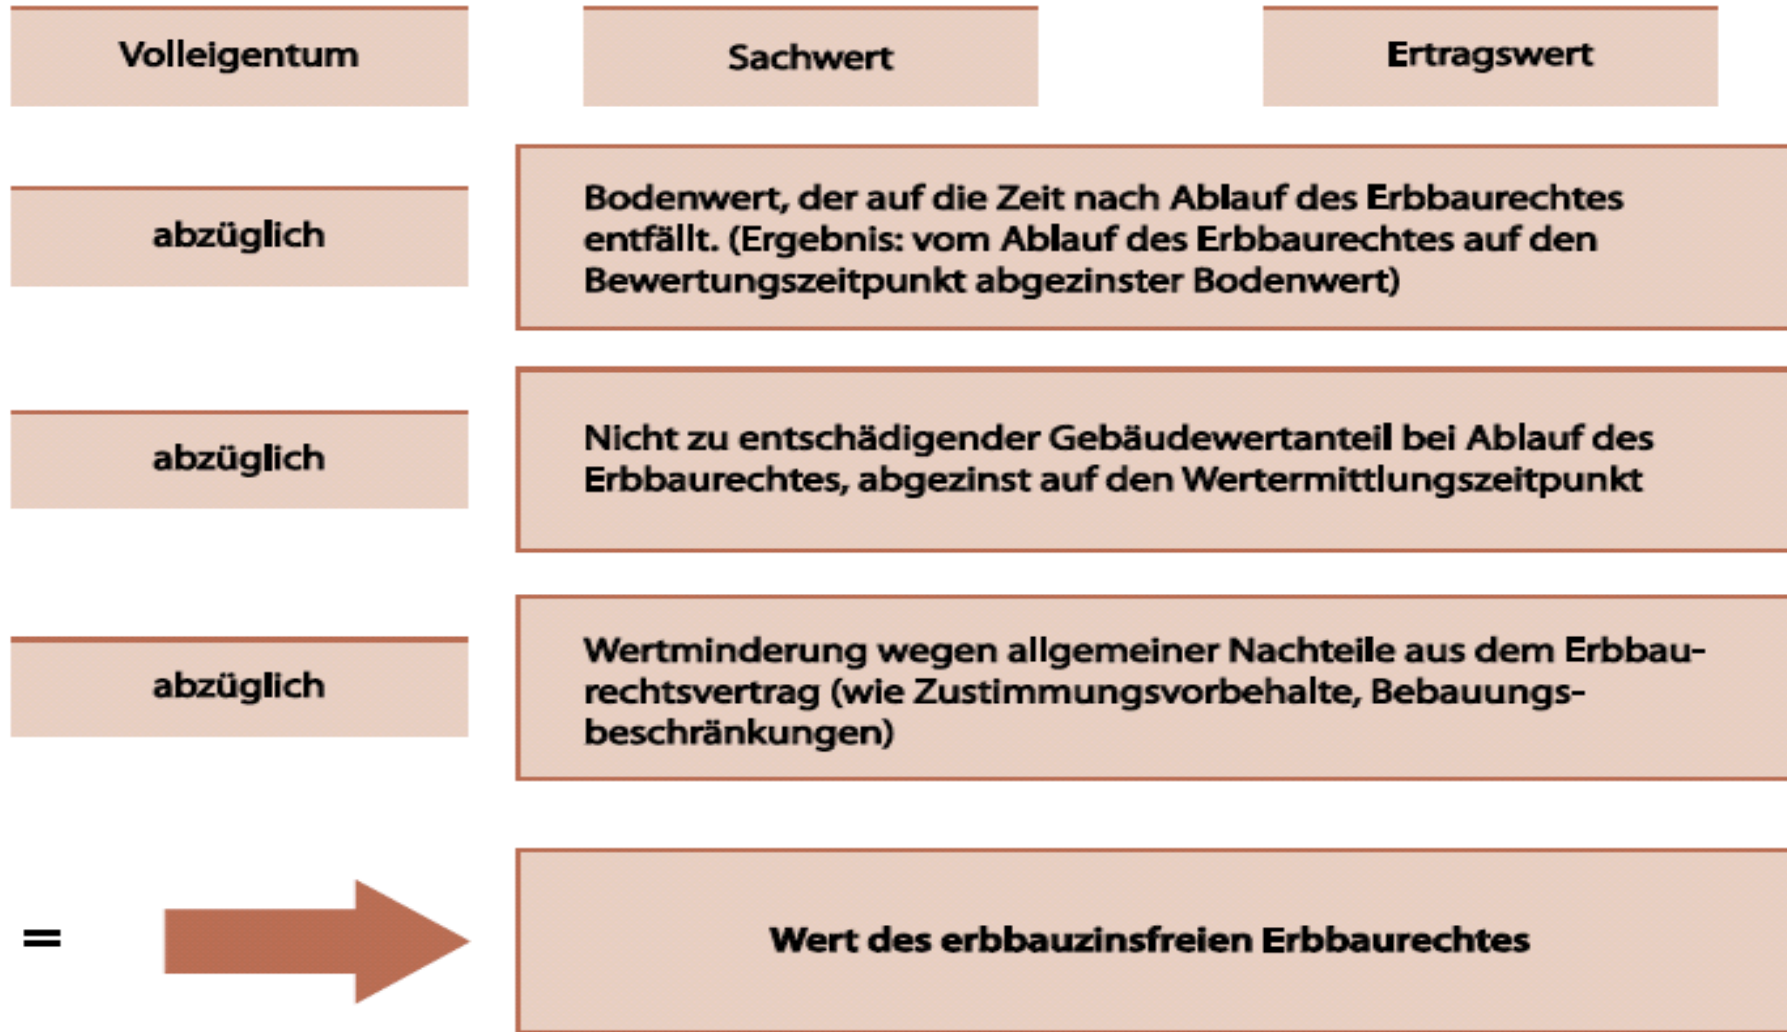 Volleigentum
Sachwert
Ertragswert
abzüglich
Bodenwert, der auf die Zeit nach Ablauf des Erbbaurechtes
entfällt. (Ergebnis: vom Ablauf des Erbbaurechtes auf den
Bewertungszeitpunkt abgezinster Bodenwert)
abzüglich
Nicht zu entschädigender Gebäudewertanteil bei Ablauf des
Erbbaurechtes, abgezinst auf den Wertermittlungszeitpunkt
abzüglich
Wertminderung wegen allgemeiner Nachteile aus dem Erbbau-
rechtsvertrag (wie Zustimmungsvorbehalte, Bebauungs-
beschränkungen)
=
Wert des erbbauzinsfreien Erbbaurechtes